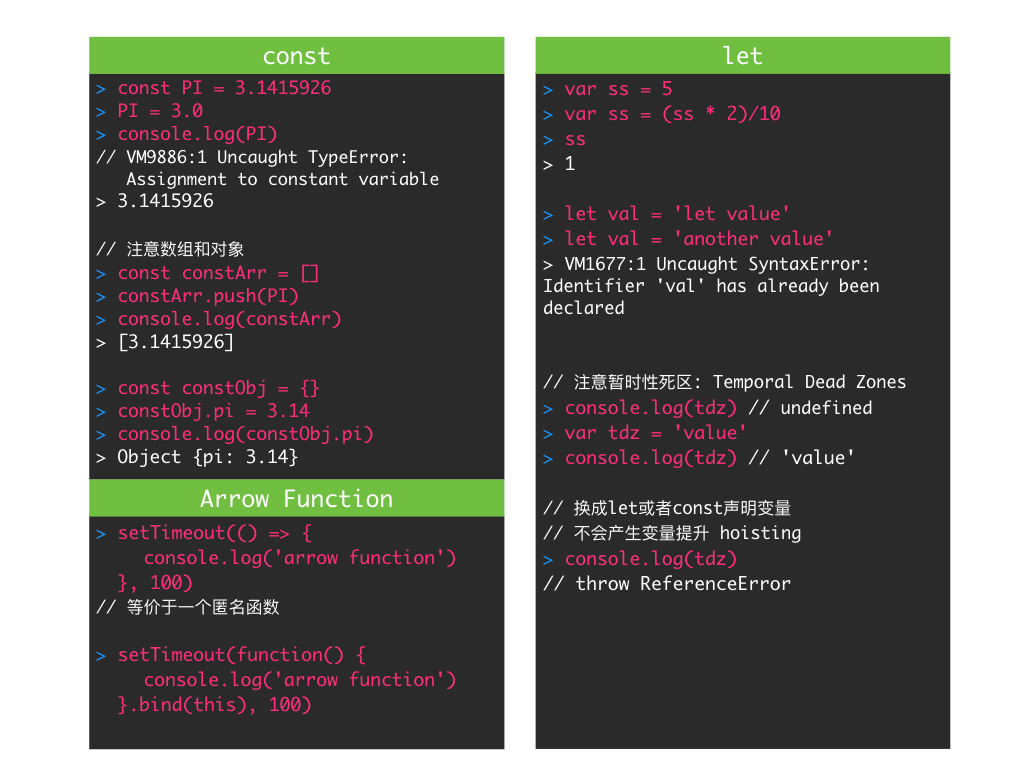 const
> const PI = 3.1415926
> PI = 3.0
> console.log(PI)
// VM9886:1 Uncaught TypeError:
Assignment to constant variable
> 3.1415926
// 注意数组和对象
> const constArr = []
> constArr.push(PI)
> console.log(constArr)
> [3.1415926]
> const constObj = {}
> constObj.pi = 3.14
> console.log(constObj.pi)
> Object {pi: 3.14}
Arrow Function
> setTimeout(() => {
console.log('arrow function')
}, 100)
// 等价于一个匿名函数
> setTimeout(function() {
console.log('arrow function')
}.bind(this), 100)
let
> var ss = 5
> var ss = (ss * 2)/10
> ss
> 1
> let val = 'let value'
> let val = 'another value'
> VM1677:1 Uncaught SyntaxError:
Identifier 'val' has already been
declared
// 注意暂时性死区: Temporal Dead Zones
> console.log(tdz) // undefined
> var tdz = 'value'
> console.log(tdz) // 'value'
// 换成let或者const声明变量
// 不会产生变量提升 hoisting
> console.log(tdz)
// throw ReferenceError